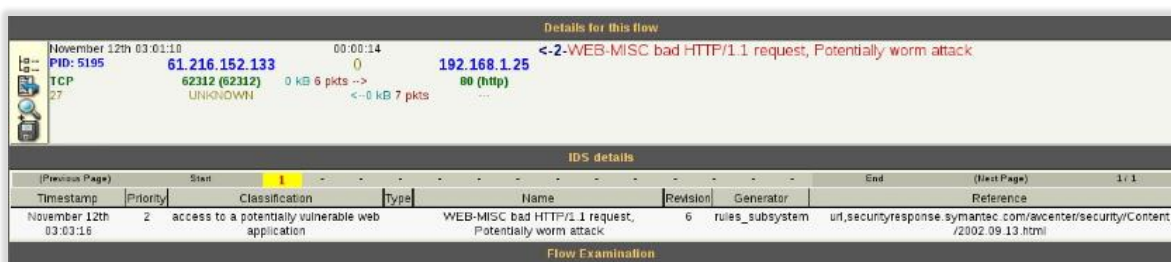 Details for this flow
November 12th 03:01:10 00:00:14 <-2-WEB-MISC bad HTTP/1.1 request, Potentially worm attack
PID: 5195 61.216.152.133 0 192.168.1.25
TCP 62312 (62312) 0 kB 6 pkts --> 80 (http)
27 UNKNOWN <--0 kB 7 pkts ---
IDS details
(Previous Page) Start 1 - - - - - - - - - - - - - End (Next Page) 1 / 1
Timestamp Priority Classification Type Name Revision Generator Reference
November 12th 2 access to a potentially vulnerable web WEB-MISC bad HTTP/1.1 request, 6 rules_subsystem url,securityresponse.symantec.com/avcenter/security/Content
03:03:16 application Potentially worm attack /2002.09.13.html
Flow Examination